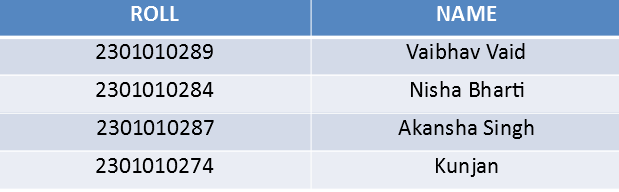 ROLL NAME
2301010289 Vaibhav Vaid
2301010284 Nisha Bharti
2301010287 Akansha Singh
2301010274 Kunjan